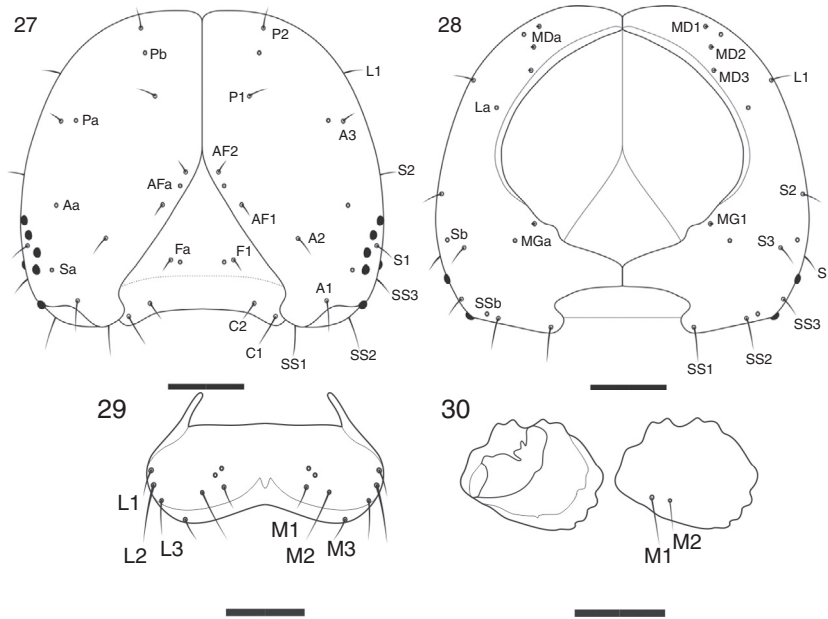 27
P2
Pb
L1
P1
Pa
A3
AF2
AFa
S2
Aa
AF1
A2
Fa
F1
S1
Sa
SS3
A1
C2
C1
SS1
SS2
28
MDa
MD1
MD2
MD3
L1
La
S2
MG1
Sb
MGa
S3
S
SSb
SS3
SS2
SS1
29
L1
L2
L3
M1
M2
M3
30
M1
M2